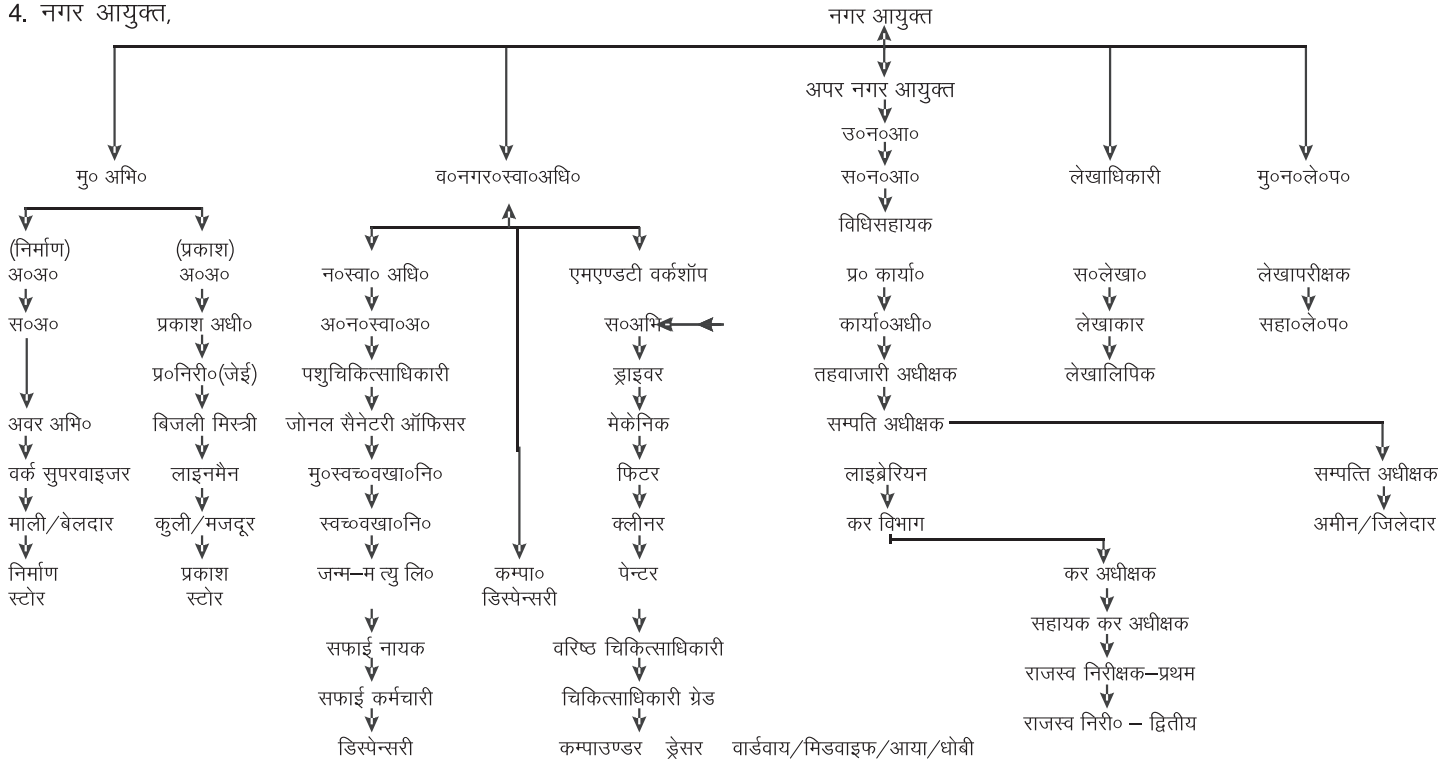 4. नगर आयुक्त,
नगर आयुक्त
अपर नगर आयुक्त
उ०न०आ०
मु० अभि० व०नगर०स्वा०अधि० स०न०आ० लेखाधिकारी मु०न०ले०प०
विधिसहायक
(निर्माण) (प्रकाश)
अ०अ० अ०अ० न०स्वा० अधि० एमएण्डटी वर्कशॉप प्र० कार्या० स०लेखा० लेखापरीक्षक
स०अ० प्रकाश अधी० अ०न०स्वा०अ० स०अभि कार्या०अधी० लेखाकार सहा०ले०प०
प्र०निरी०(जेई) पशुचिकित्साधिकारी ड्राइवर तहवाजारी अधीक्षक लेखालिपिक
अवर अभि० बिजली मिस्त्री जोनल सैनेटरी ऑफिसर मेकेनिक सम्पति अधीक्षक
वर्क सुपरवाइजर लाइनमैन मु०स्वच०वखा०नि० फिटर लाइब्रेरियन सम्पत्ति अधीक्षक
माली/बेलदार कुली/मजदूर स्वच०वखा०नि० क्लीनर कर विभाग अमीन/जिलेदार
निर्माण प्रकाश जन्म–म त्यु लि० कम्पा० पेन्टर कर अधीक्षक
स्टोर स्टोर डिस्पेन्सरी
सहायक कर अधीक्षक
सफाई नायक वरिष्ठ चिकित्साधिकारी
राजस्व निरीक्षक–प्रथम
सफाई कर्मचारी चिकित्साधिकारी ग्रेड
राजस्व निरी० – द्वितीय
डिस्पेन्सरी कम्पाउण्डर ड्रेसर वार्डवाय/मिडवाइफ/आया/धोबी